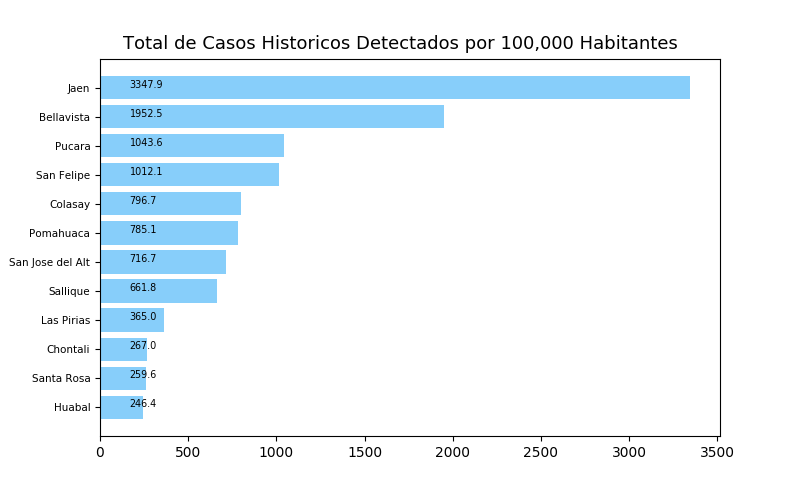 Total de Casos Historicos Detectados por 100,000 Habitantes
Jaen 3347.9
Bellavista 1952.5
Pucara 1043.6
San Felipe 1012.1
Colasay 796.7
Pomahuaca 785.1
San Jose del Alt 716.7
Sallique 661.8
Las Pirias 365.0
Chontali 267.0
Santa Rosa 259.6
Huabal 246.4
0 500 1000 1500 2000 2500 3000 3500